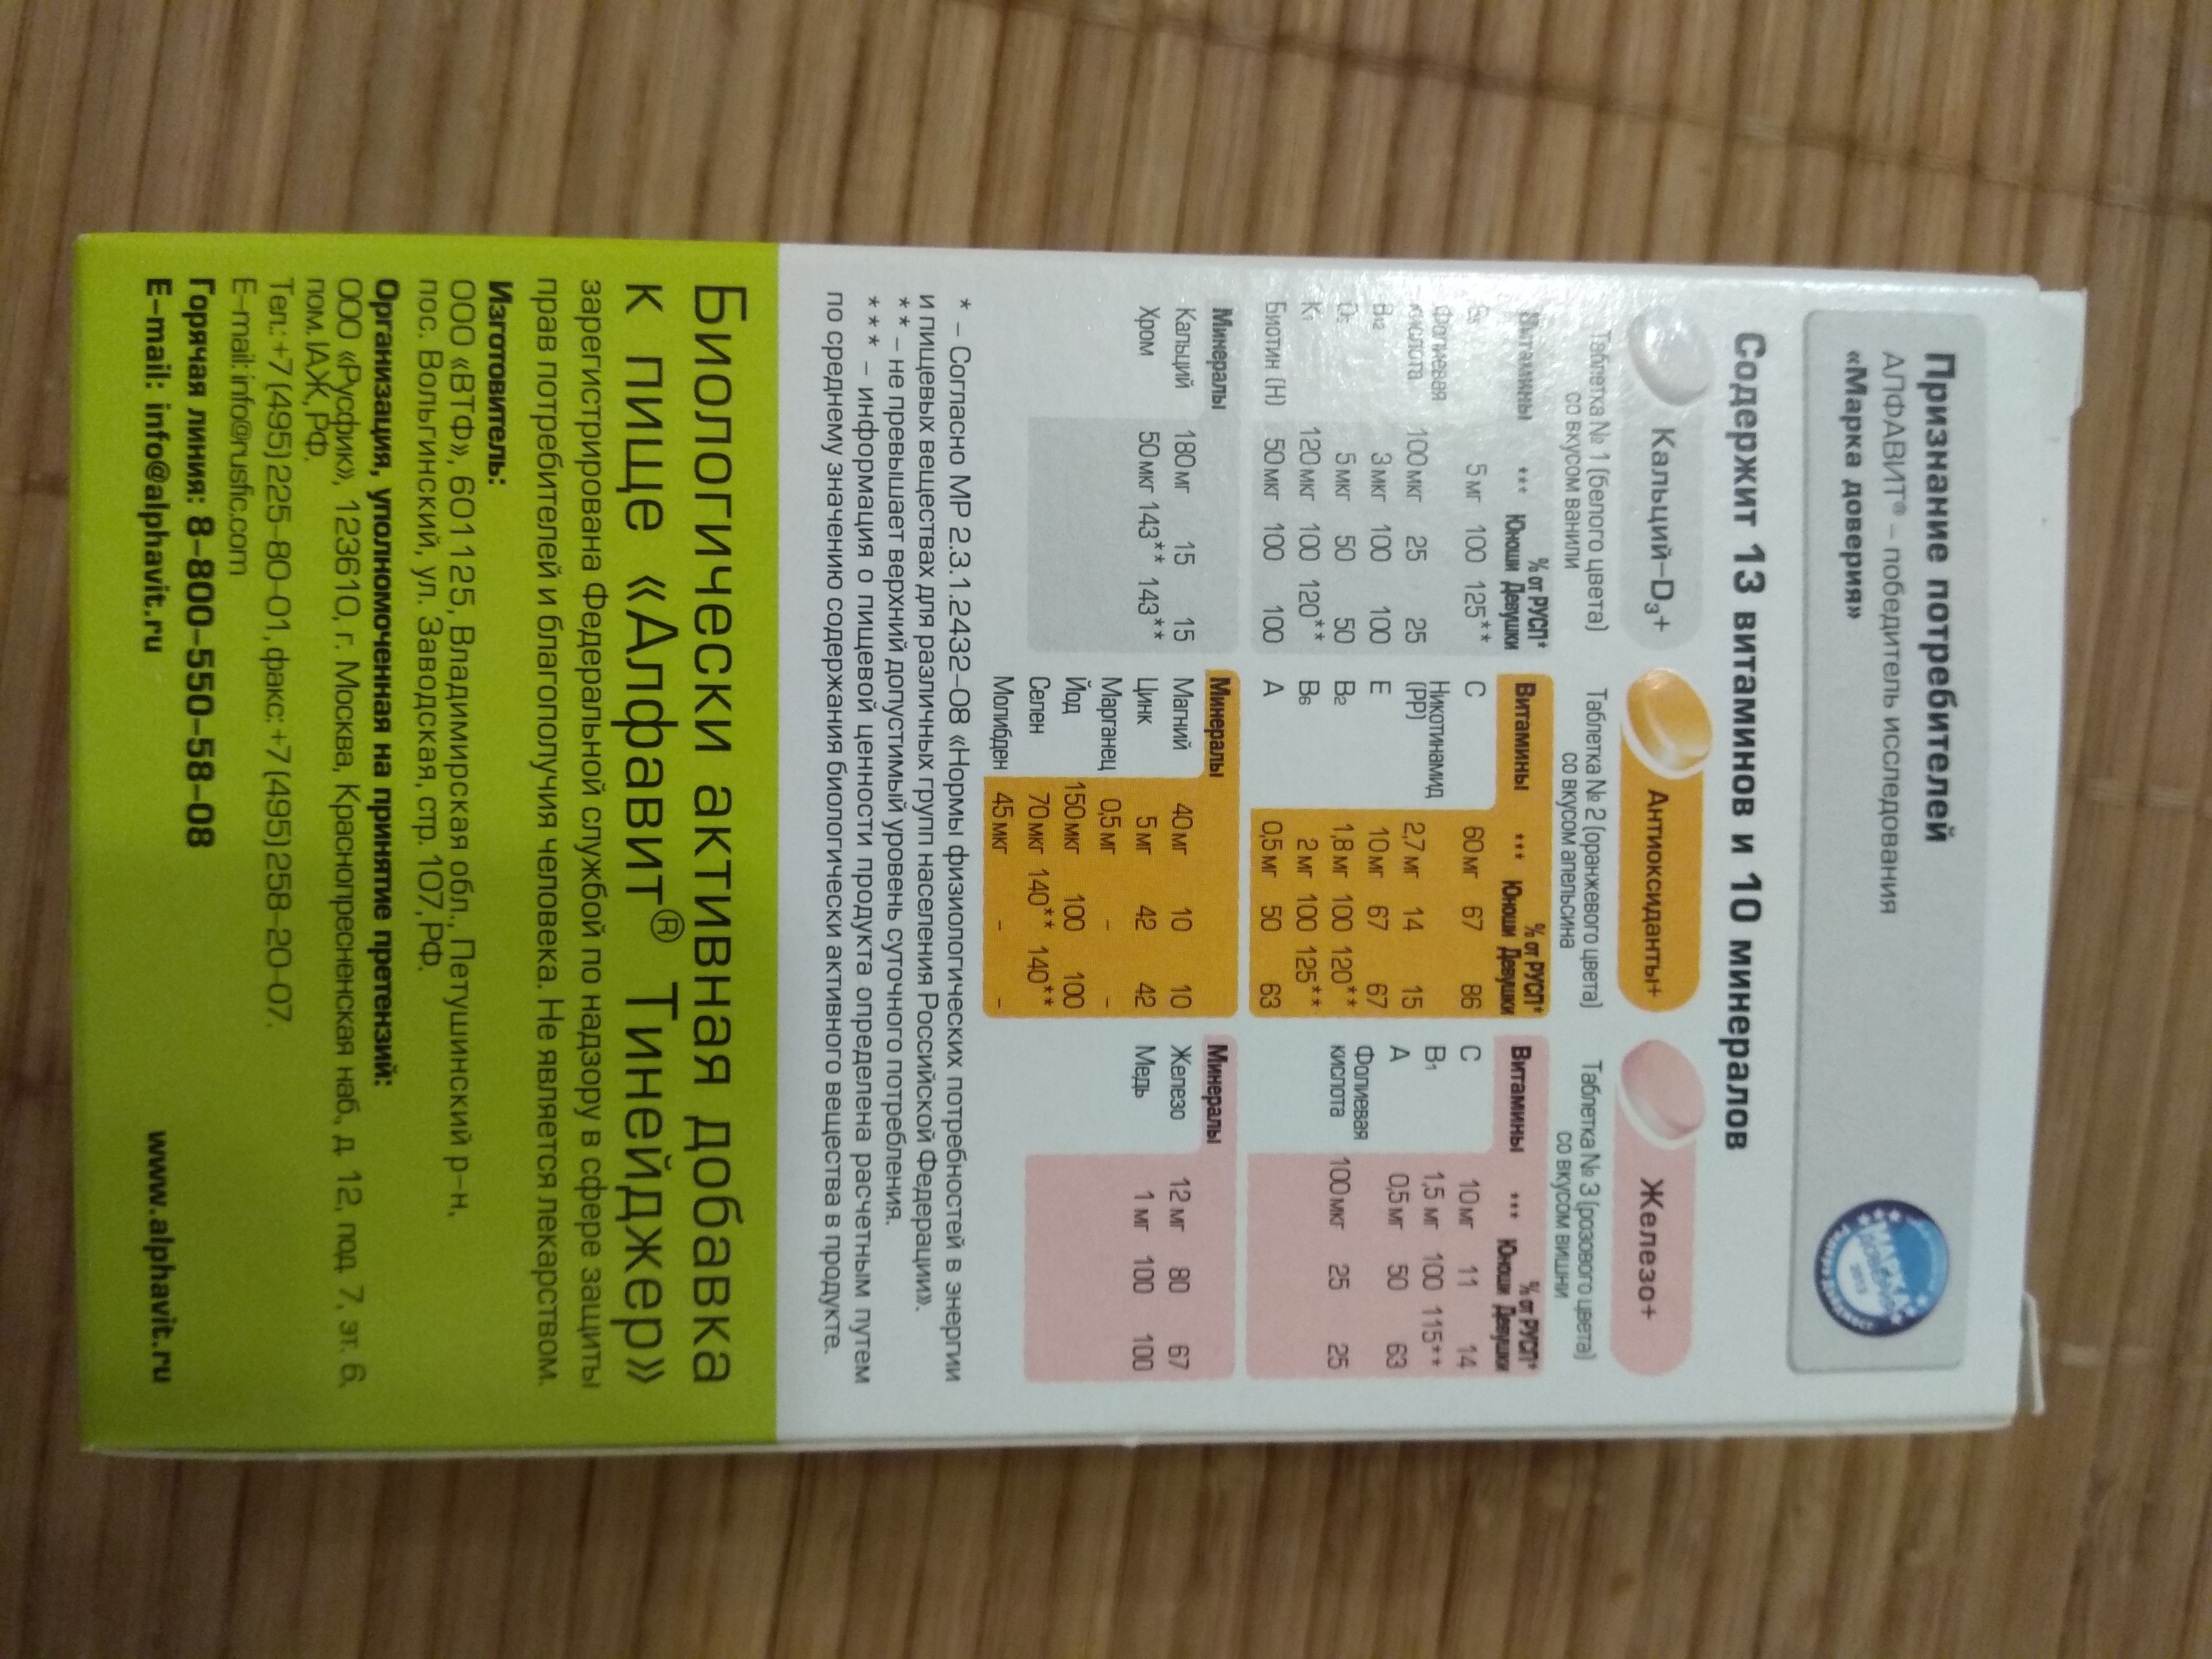 Признание потребителей
АЛФАВИТ® – победитель исследования
«Марка доверия»
МАРКА
ДОВЕРИЯ
Содержит 13 витаминов и 10 минералов
Кальций-D3+
Таблетка № 1 (белого цвета)
со вкусом ванили
% от РУСП*
Витамины *** Юноши Девушки
B5 5 мг 100 125**
Фолиевая
кислота 100 мкг 25 25
B12 3 мкг 100 100
D3 5 мкг 50 50
K1 120 мкг 100 120**
Биотин (H) 50 мкг 100 100
Минералы
Кальций 180 мг 15 15
Хром 50 мкг 143** 143**
Антиоксиданты+
Таблетка № 2 (оранжевого цвета)
со вкусом апельсина
% от РУСП*
Витамины *** Юноши Девушки
C 60 мг 67 86
Никотинамид
(PP) 2,7 мг 14 15
E 10 мг 67 67
B2 1,8 мг 100 120**
B6 2 мг 100 125**
A 0,5 мг 50 63
Минералы
Магний 40 мг 10 10
Цинк 5 мг 42 42
Марганец 0,5 мг – –
Йод 150 мкг 100 100
Селен 70 мкг 140** 140**
Молибден 45 мкг – –
Железо+
Таблетка № 3 (розового цвета)
со вкусом вишни
% от РУСП*
Витамины *** Юноши Девушки
C 10 мг 11 14
B1 1,5 мг 100 115**
A 0,5 мг 50 63
Фолиевая
кислота 100 мкг 25 25
Минералы
Железо 12 мг 80 67
Медь 1 мг 100 100
* – Согласно МР 2.3.1.2432-08 «Нормы физиологических потребностей в энергии
и пищевых веществах для различных групп населения Российской Федерации».
** – не превышает верхний допустимый уровень суточного потребления.
*** – информация о пищевой ценности продукта определена расчетным путем
по среднему значению содержания биологически активного вещества в продукте.
Биологически активная добавка
к пище «Алфавит® Тинейджер»
зарегистрирована Федеральной службой по надзору в сфере защиты
прав потребителей и благополучия человека. Не является лекарством.
Изготовитель:
ООО «ВТФ», 601125, Владимирская обл., Петушинский р-н,
пос. Вольгинский, ул. Заводская, стр. 107, РФ.
Организация, уполномоченная на принятие претензий:
ООО «Русфик», 123610, г. Москва, Краснопресненская наб., д. 12, под. 7, эт. 6,
пом. IАЖ, РФ.
Тел.: +7 (495) 225-80-01, факс: +7 (495) 258-20-07.
E-mail: info@rusfic.com
Горячая линия: 8-800-550-58-08
E-mail: info@alphavit.ru www.alphavit.ru